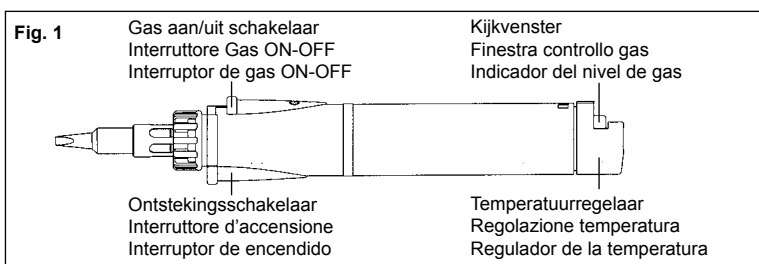 Fig. 1
Gas aan/uit schakelaar
Interruttore Gas ON-OFF
Interruptor de gas ON-OFF
Kijkvenster
Finestra controllo gas
Indicador del nivel de gas
Ontstekingsschakelaar
Interruttore d'accensione
Interruptor de encendido
Temperatuurregelaar
Regolazione temperatura
Regulador de la temperatura